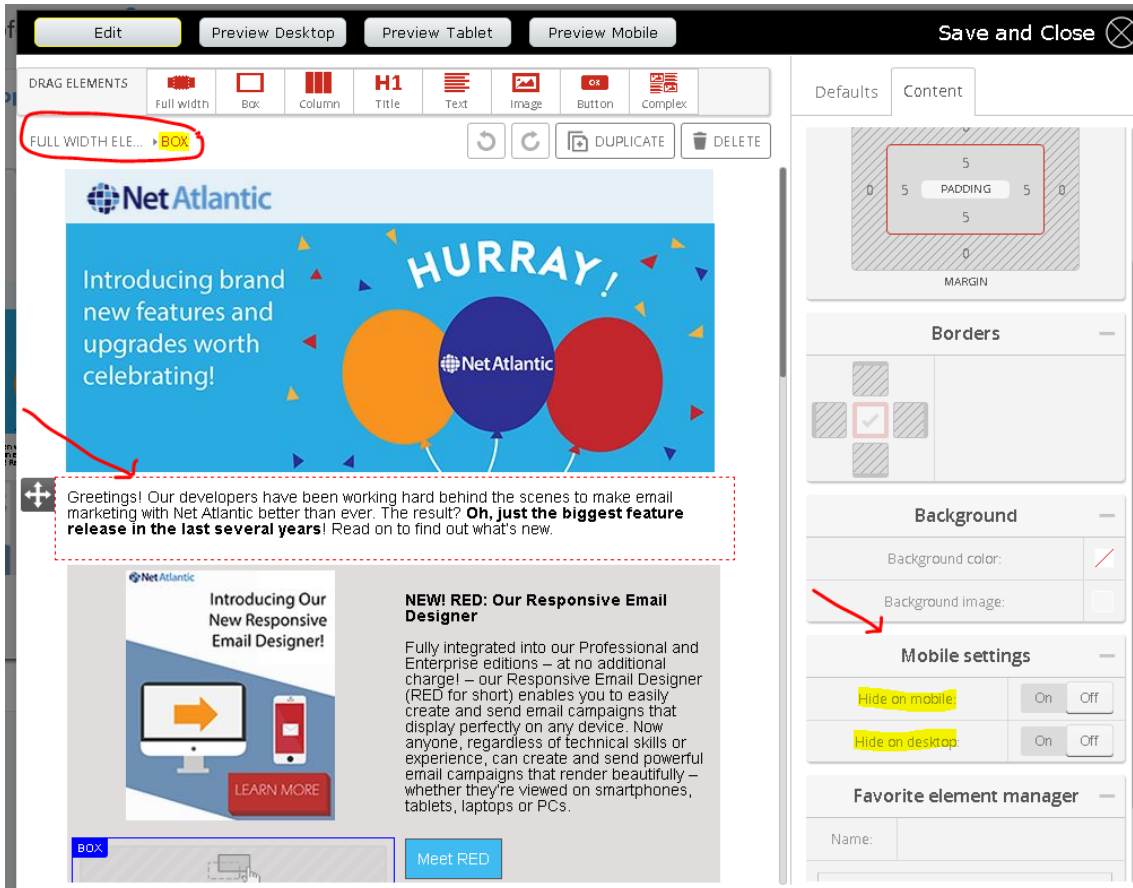 Edit
Preview Desktop
Preview Tablet
Preview Mobile
Save and Close
DRAG ELEMENTS
Full width
Box
Column
H1
Title
Text
Image
OK
Button
Complex
FULL WIDTH ELE...
BOX
DUPLICATE
DELETE
Net Atlantic
Introducing brand
new features and
upgrades worth
celebrating!
HURRAY!
Net Atlantic
Greetings! Our developers have been working hard behind the scenes to make email
marketing with Net Atlantic better than ever. The result? Oh, just the biggest feature
release in the last several years! Read on to find out what's new.
Net Atlantic
Introducing Our
New Responsive
Email Designer!
LEARN MORE
BOX
NEW! RED: Our Responsive Email
Designer
Fully integrated into our Professional and
Enterprise editions – at no additional
charge! – our Responsive Email Designer
(RED for short) enables you to easily
create and send email campaigns that
display perfectly on any device. Now
anyone, regardless of technical skills or
experience, can create and send powerful
email campaigns that render beautifully –
whether they're viewed on smartphones,
tablets, laptops or PCs.
Meet RED
Defaults
Content
5
0 5 PADDING 5 0
5
0
MARGIN
Borders
Background
Background color:
Background image:
Mobile settings
Hide on mobile:
On Off
Hide on desktop:
On Off
Favorite element manager
Name: